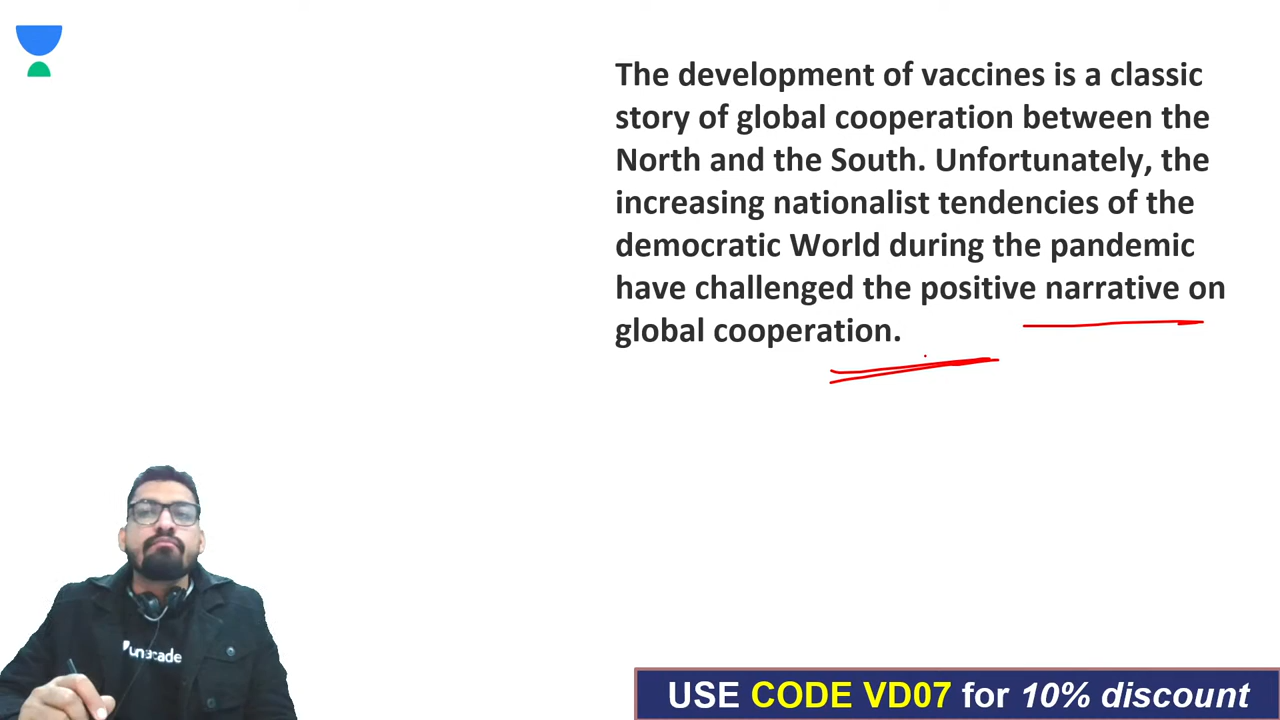 The development of vaccines is a classic
story of global cooperation between the
North and the South. Unfortunately, the
increasing nationalist tendencies of the
democratic World during the pandemic
have challenged the positive narrative on
global cooperation.
unacade
USE CODE VD07 for 10% discount